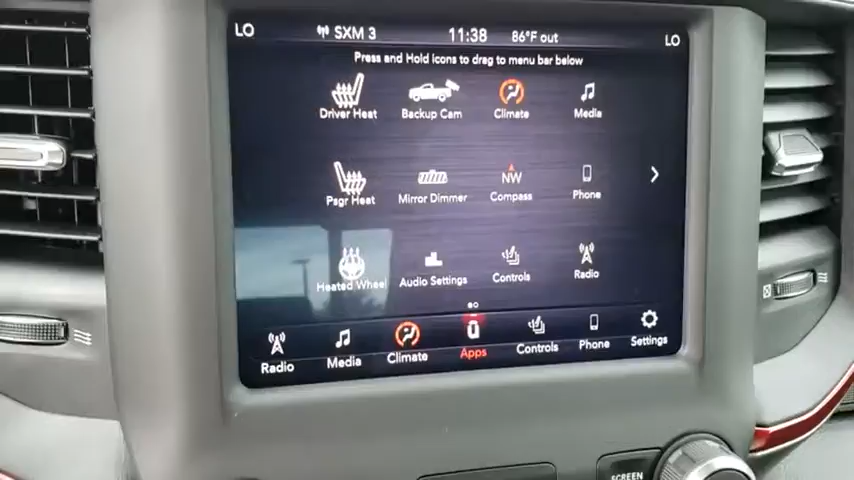 LO SXM 3 11:38 86°F out LO
Press and Hold icons to drag to menu bar below
Driver Heat Backup Cam Climate Media
Psgr Heat Mirror Dimmer NW Compass Phone
Heated Wheel Audio Settings Controls Radio
Radio Media Climate Apps Controls Phone Settings
SCREEN